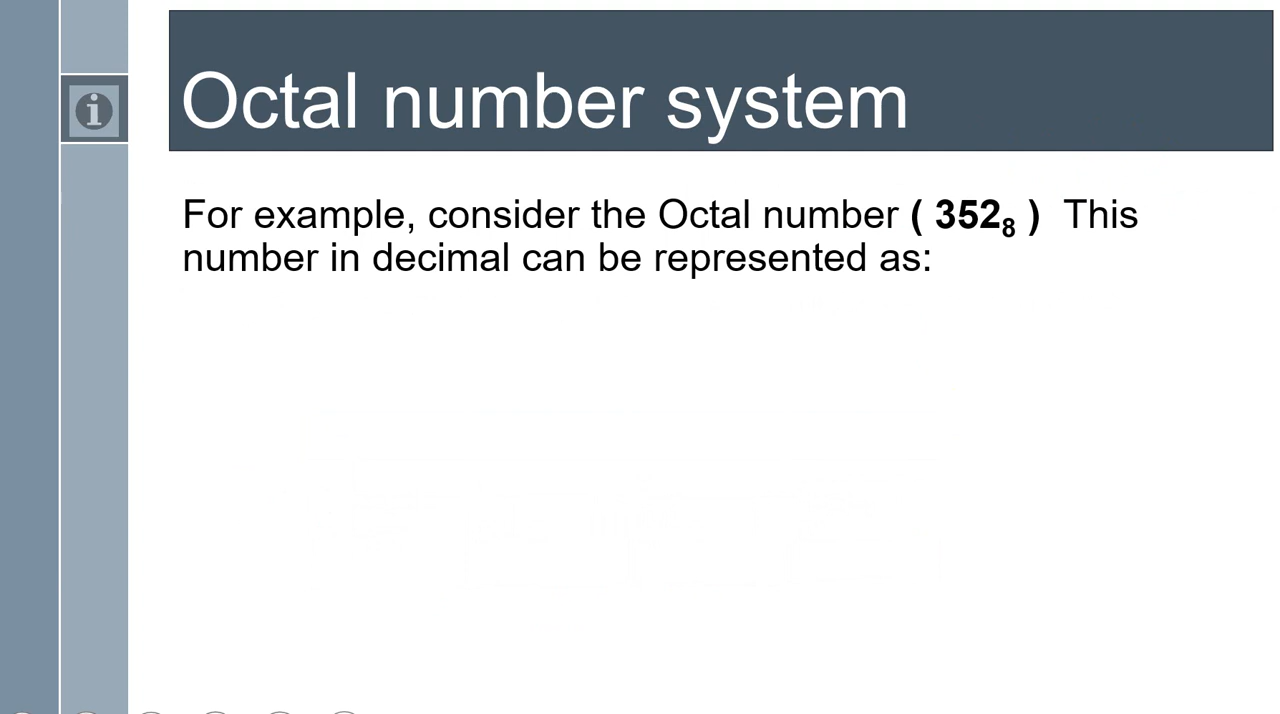 Octal number system
For example, consider the Octal number ( 352₈ )  This
number in decimal can be represented as: